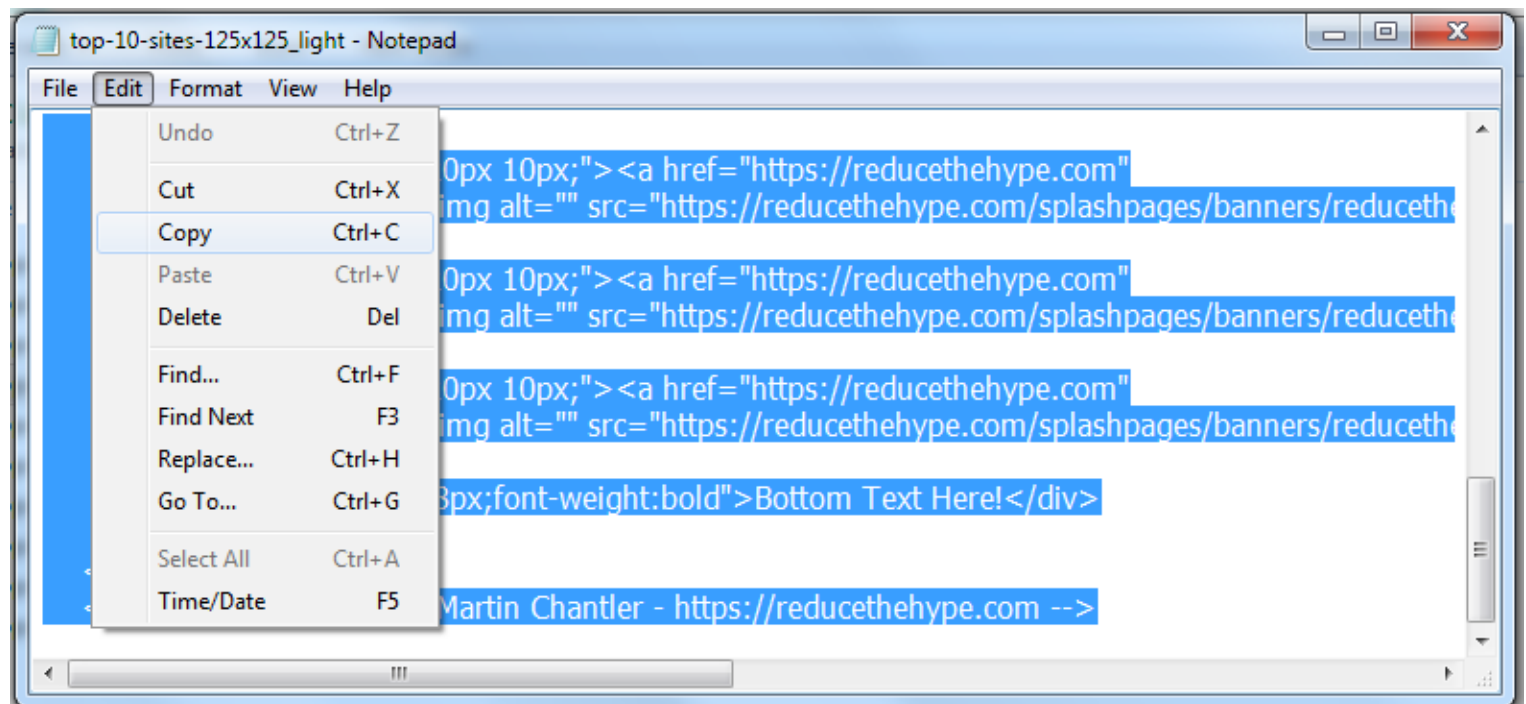 top-10-sites-125x125_light - Notepad
File Edit Format View Help
Undo Ctrl+Z
Cut Ctrl+X
Copy Ctrl+C
Paste Ctrl+V
Delete Del
Find... Ctrl+F
Find Next F3
Replace... Ctrl+H
Go To... Ctrl+G
Select All Ctrl+A
Time/Date F5
0px 10px;"><a href="https://reducethehype.com"
img alt="" src="https://reducethehype.com/splashpages/banners/reducethe
0px 10px;"><a href="https://reducethehype.com"
img alt="" src="https://reducethehype.com/splashpages/banners/reducethe
0px 10px;"><a href="https://reducethehype.com"
img alt="" src="https://reducethehype.com/splashpages/banners/reducethe
8px;font-weight:bold">Bottom Text Here!</div>
<
<
Martin Chantler - https://reducethehype.com -->